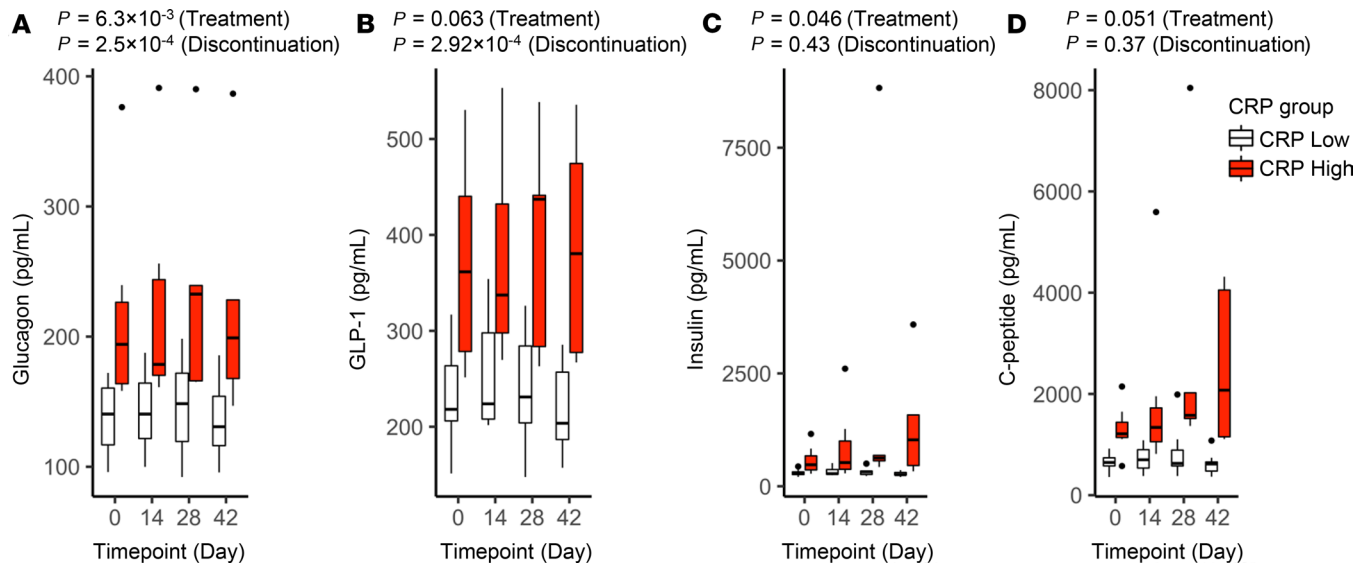 A
P = 6.3×10⁻³ (Treatment)
P = 2.5×10⁻⁴ (Discontinuation)
Glucagon (pg/mL)
400
300
200
100
0 14 28 42
Timepoint (Day)
B
P = 0.063 (Treatment)
P = 2.92×10⁻⁴ (Discontinuation)
GLP-1 (pg/mL)
500
400
300
200
0 14 28 42
Timepoint (Day)
C
P = 0.046 (Treatment)
P = 0.43 (Discontinuation)
Insulin (pg/mL)
7500
5000
2500
0
0 14 28 42
Timepoint (Day)
D
P = 0.051 (Treatment)
P = 0.37 (Discontinuation)
C-peptide (pg/mL)
8000
6000
4000
2000
0
0 14 28 42
Timepoint (Day)
CRP group
CRP Low
CRP High